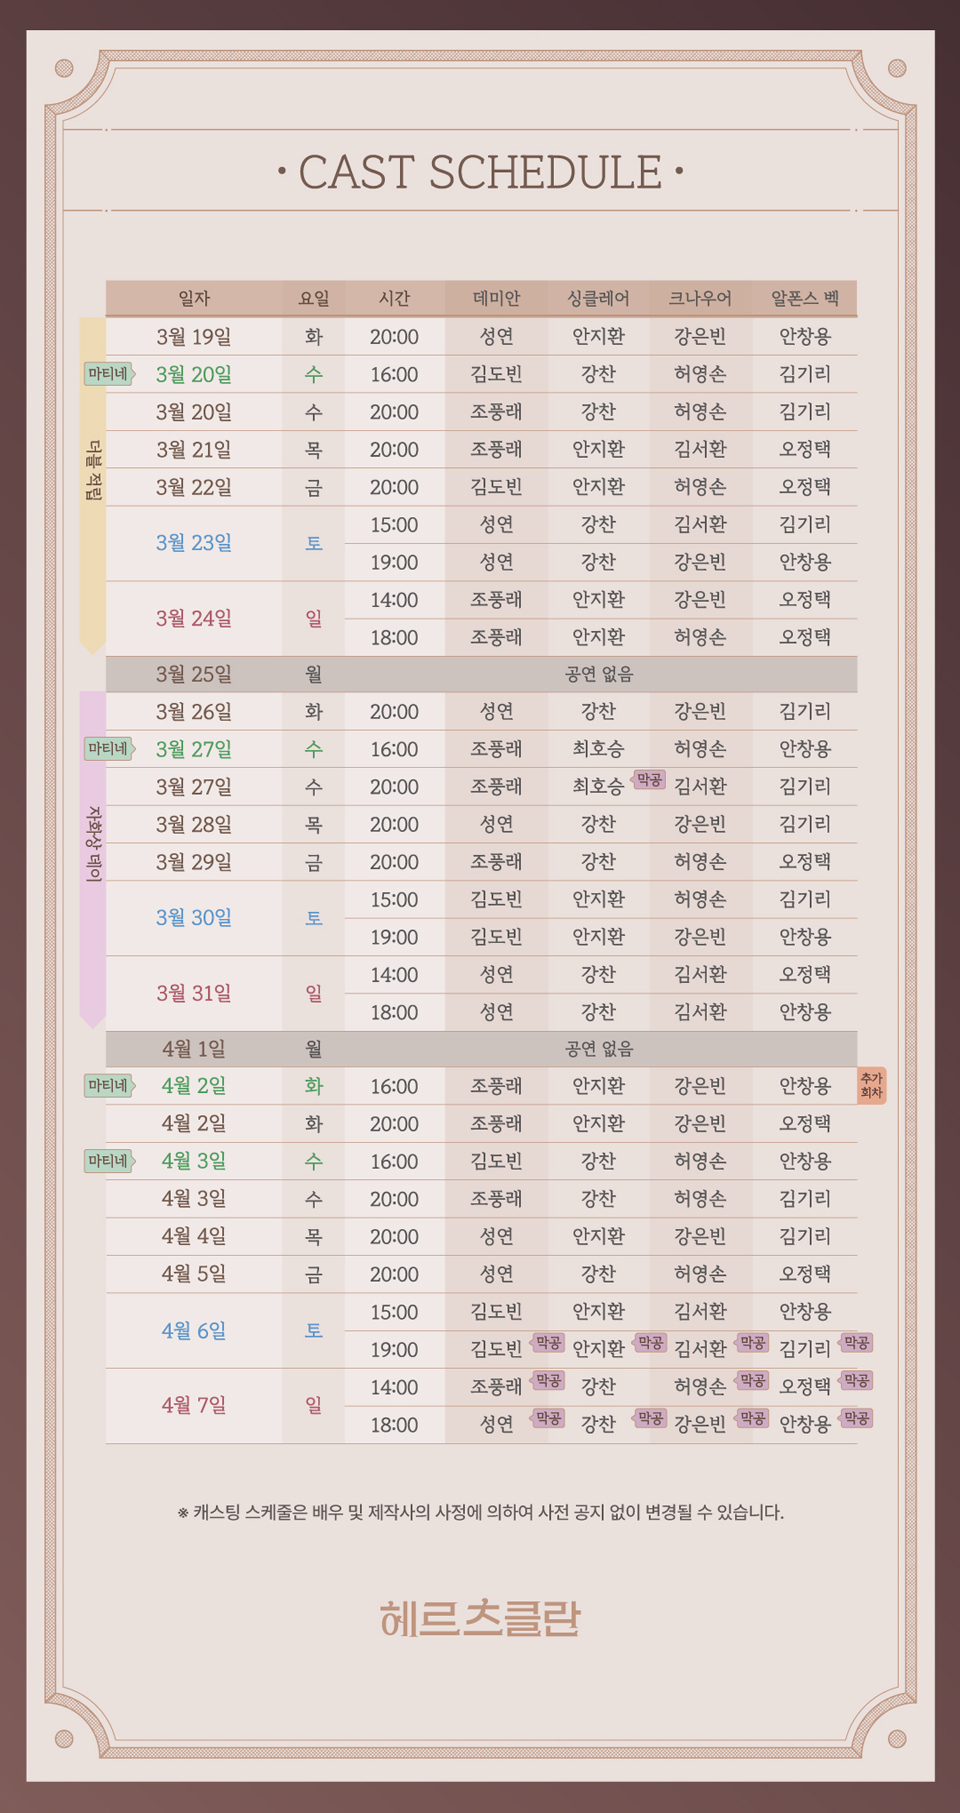 · CAST SCHEDULE ·
일자 요일 시간 데미안 싱클레어 크나우어 알폰스 벡
더블 적립
3월 19일 화 20:00 성연 안지환 강은빈 안창용
마티네 3월 20일 수 16:00 김도빈 강찬 허영손 김기리
3월 20일 수 20:00 조풍래 강찬 허영손 김기리
3월 21일 목 20:00 조풍래 안지환 김서환 오정택
3월 22일 금 20:00 김도빈 안지환 허영손 오정택
3월 23일 토 15:00 성연 강찬 김서환 김기리
19:00 성연 강찬 강은빈 안창용
3월 24일 일 14:00 조풍래 안지환 강은빈 오정택
18:00 조풍래 안지환 허영손 오정택
3월 25일 월 공연 없음
자화상 데이
3월 26일 화 20:00 성연 강찬 강은빈 김기리
마티네 3월 27일 수 16:00 조풍래 최호승 허영손 안창용
3월 27일 수 20:00 조풍래 최호승 막공 김서환 김기리
3월 28일 목 20:00 성연 강찬 강은빈 김기리
3월 29일 금 20:00 조풍래 강찬 허영손 오정택
3월 30일 토 15:00 김도빈 안지환 허영손 김기리
19:00 김도빈 안지환 강은빈 안창용
3월 31일 일 14:00 성연 강찬 김서환 오정택
18:00 성연 강찬 김서환 안창용
4월 1일 월 공연 없음
마티네 4월 2일 화 16:00 조풍래 안지환 강은빈 안창용 추가
회차
4월 2일 화 20:00 조풍래 안지환 강은빈 오정택
마티네 4월 3일 수 16:00 김도빈 강찬 허영손 안창용
4월 3일 수 20:00 조풍래 강찬 허영손 김기리
4월 4일 목 20:00 성연 안지환 강은빈 김기리
4월 5일 금 20:00 성연 강찬 허영손 오정택
4월 6일 토 15:00 김도빈 안지환 김서환 안창용
19:00 김도빈 막공 안지환 막공 김서환 막공 김기리 막공
4월 7일 일 14:00 조풍래 막공 강찬 허영손 막공 오정택 막공
18:00 성연 막공 강찬 막공 강은빈 막공 안창용 막공
※ 캐스팅 스케줄은 배우 및 제작사의 사정에 의하여 사전 공지 없이 변경될 수 있습니다.
헤르츠클란